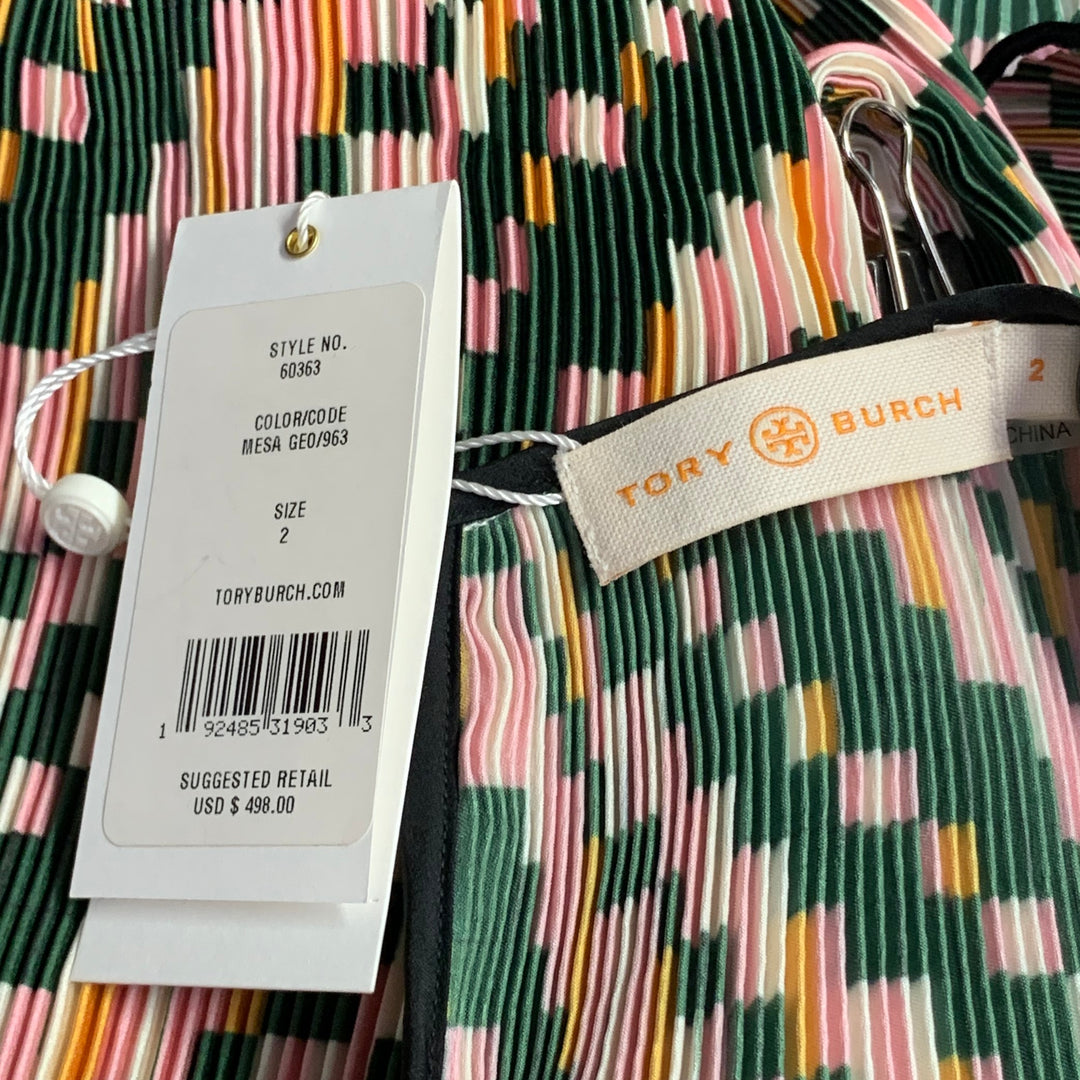 STYLE NO.
60363
COLOR/CODE
MESA GEO/963
SIZE
2
TORYBURCH.COM
1 92485 31903 3
SUGGESTED RETAIL
USD $ 498.00
TORY BURCH
2
CHINA